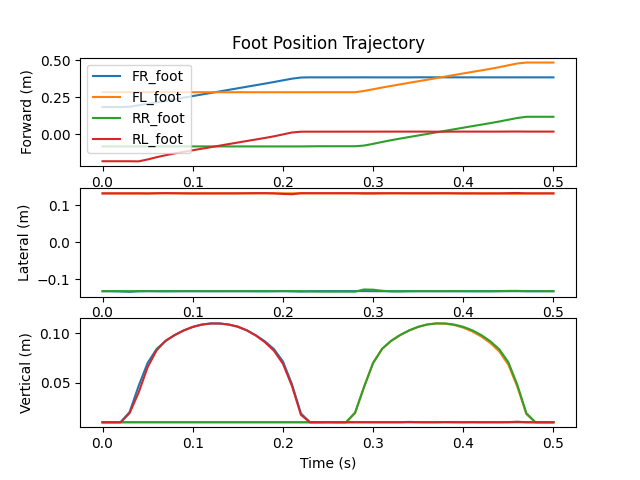 Foot Position Trajectory
Forward (m)
0.50
0.25
0.00
FR_foot
FL_foot
RR_foot
RL_foot
0.0 0.1 0.2 0.3 0.4 0.5
Lateral (m)
0.1
0.0
−0.1
0.0 0.1 0.2 0.3 0.4 0.5
Vertical (m)
0.10
0.05
0.0 0.1 0.2 0.3 0.4 0.5
Time (s)